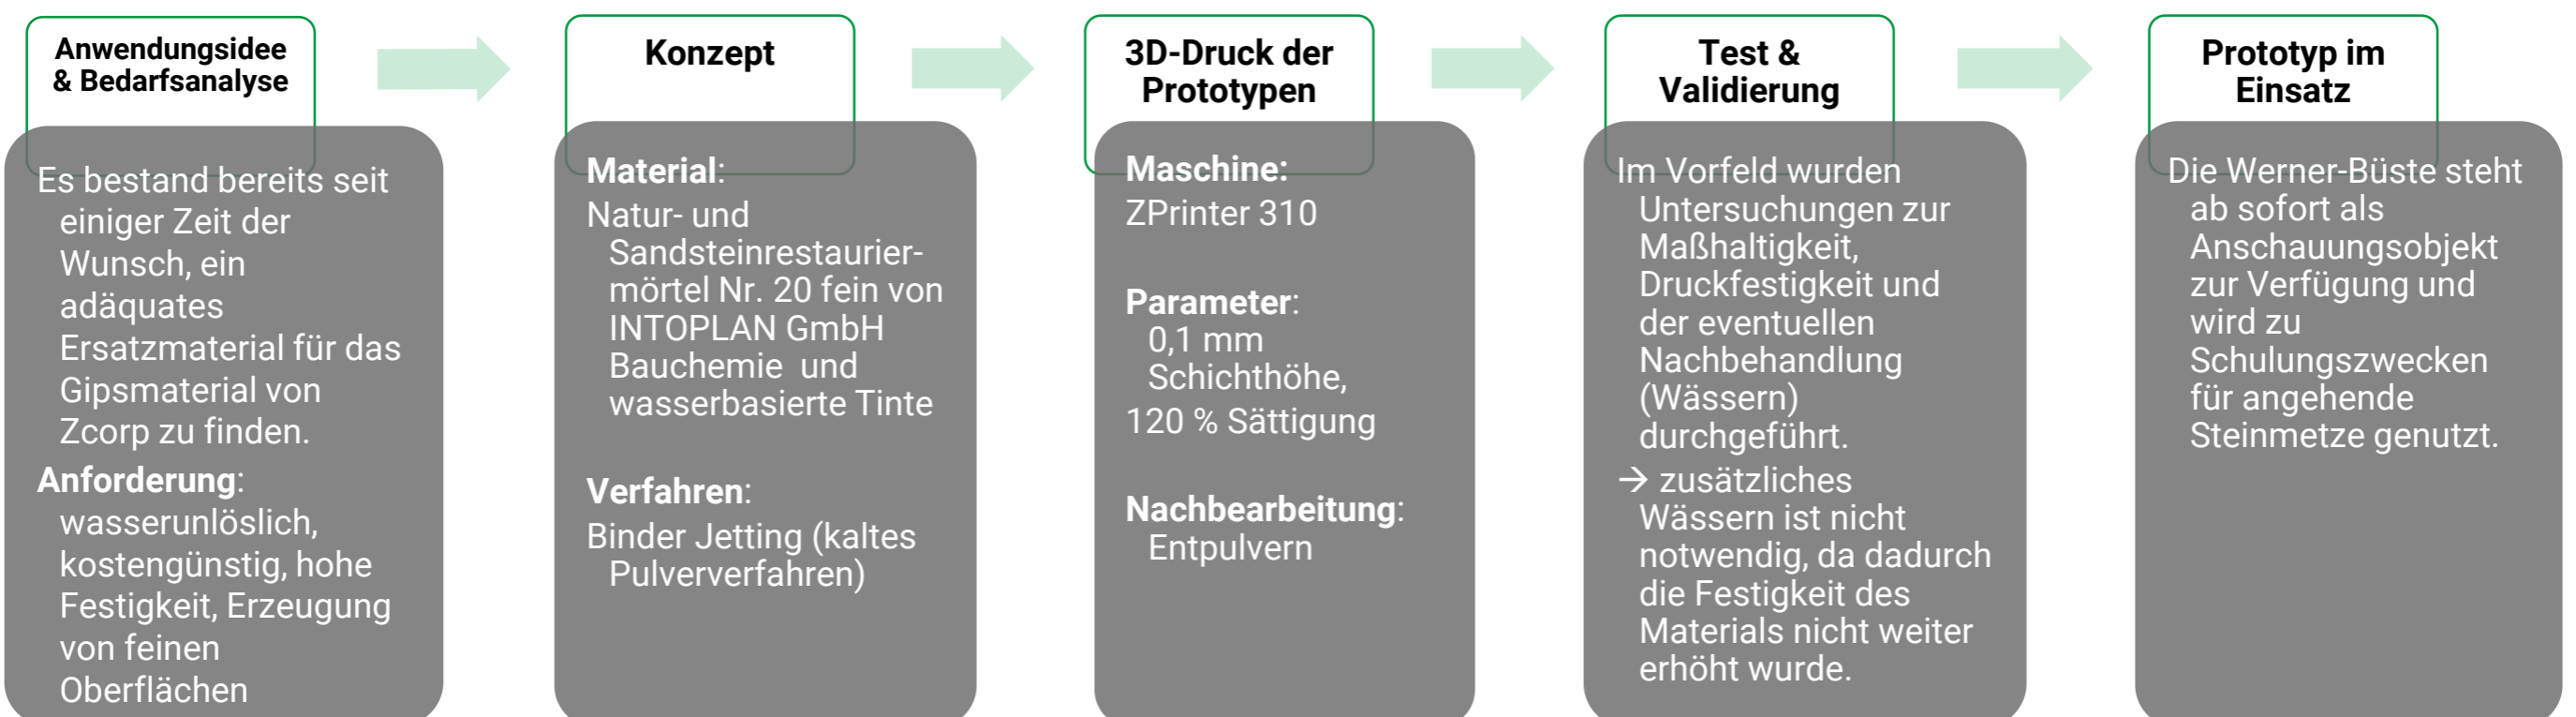 Anwendungsidee
& Bedarfsanalyse
Es bestand bereits seit
einiger Zeit der
Wunsch, ein
adäquates
Ersatzmaterial für das
Gipsmaterial von
Zcorp zu finden.
Anforderung:
wasserunlöslich,
kostengünstig, hohe
Festigkeit, Erzeugung
von feinen
Oberflächen
Konzept
Material:
Natur- und
Sandsteinrestaurier-
mörtel Nr. 20 fein von
INTOPLAN GmbH
Bauchemie und
wasserbasierte Tinte
Verfahren:
Binder Jetting (kaltes
Pulververfahren)
3D-Druck der
Prototypen
Maschine:
ZPrinter 310
Parameter:
0,1 mm
Schichthöhe,
120 % Sättigung
Nachbearbeitung:
Entpulvern
Test &
Validierung
Im Vorfeld wurden
Untersuchungen zur
Maßhaltigkeit,
Druckfestigkeit und
der eventuellen
Nachbehandlung
(Wässern)
durchgeführt.
→ zusätzliches
Wässern ist nicht
notwendig, da dadurch
die Festigkeit des
Materials nicht weiter
erhöht wurde.
Prototyp im
Einsatz
Die Werner-Büste steht
ab sofort als
Anschauungsobjekt
zur Verfügung und
wird zu
Schulungszwecken
für angehende
Steinmetze genutzt.